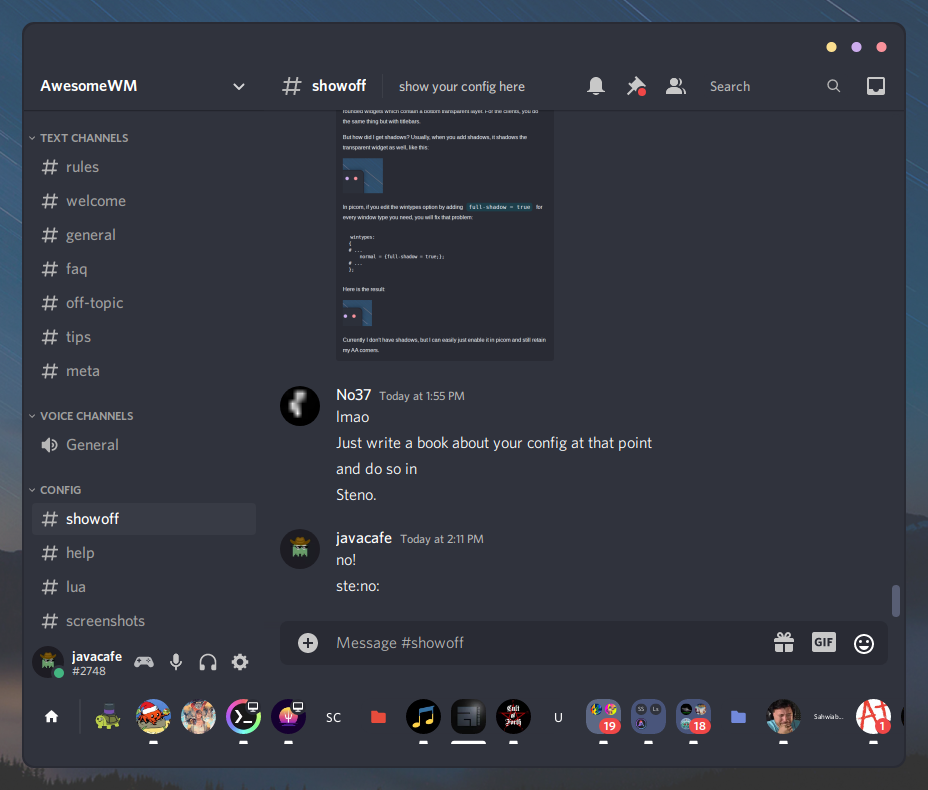 AwesomeWM
# showoff
show your config here
Search
TEXT CHANNELS
# rules
# welcome
# general
# faq
# off-topic
# tips
# meta
VOICE CHANNELS
General
CONFIG
# showoff
# help
# lua
# screenshots
javacafe
#2748
rounded widgets which contain a bottom transparent layer. For the clients, you do
the same thing but with titlebars.
But how did I get shadows? Usually, when you add shadows, it shadows the
transparent widget as well, like this:
In picom, if you edit the wintypes option by adding full-shadow = true for
every window type you need, you will fix that problem:
wintypes:
{
# ...
normal = {full-shadow = true;};
# ...
};
Here is the result
Currently I don't have shadows, but I can easily just enable it in picom and still retain
my AA corners.
No37 Today at 1:55 PM
lmao
Just write a book about your config at that point
and do so in
Steno.
javacafe Today at 2:11 PM
no!
ste:no:
Message #showoff
GIF
SC
Cult of Forth
U
19
SS
Lx
18
Sahwiab...
1